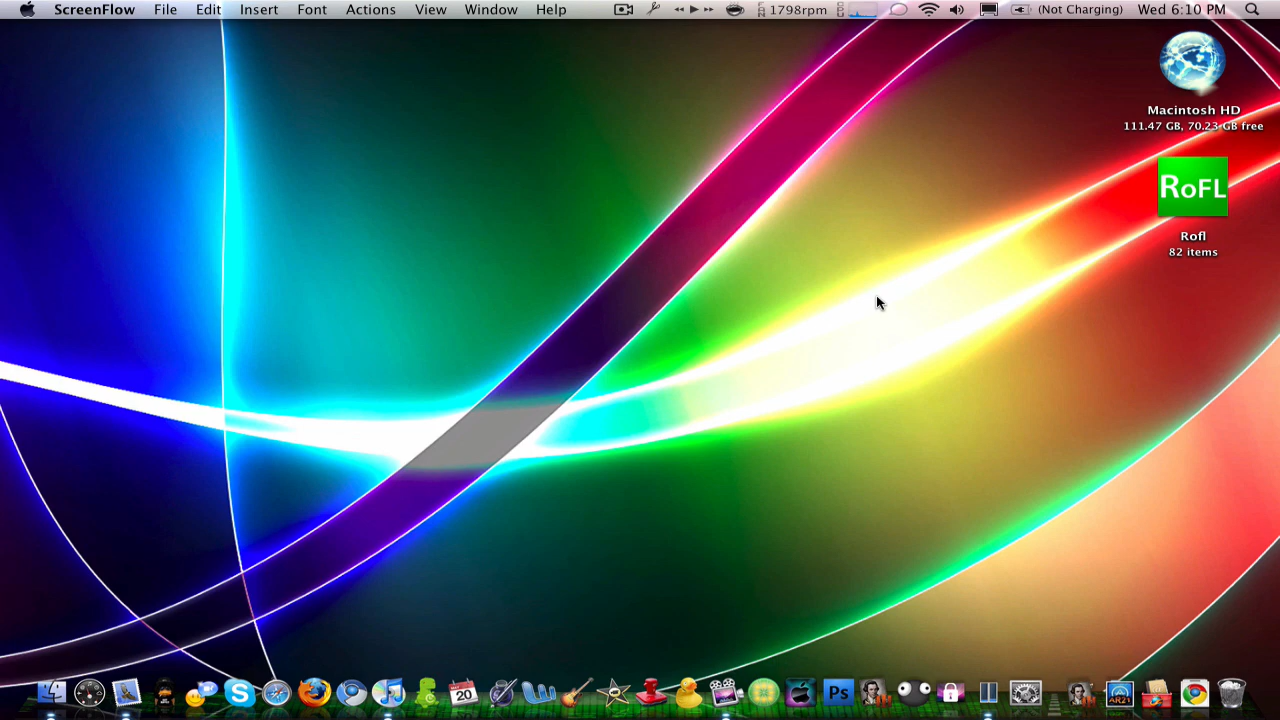 ScreenFlow File Edit Insert Font Actions View Window Help 1798rpm (Not Charging) Wed 6:10 PM
Macintosh HD
111.47 GB, 70.23 GB free
RoFL
Rofl
82 items
20
Ps
AR21